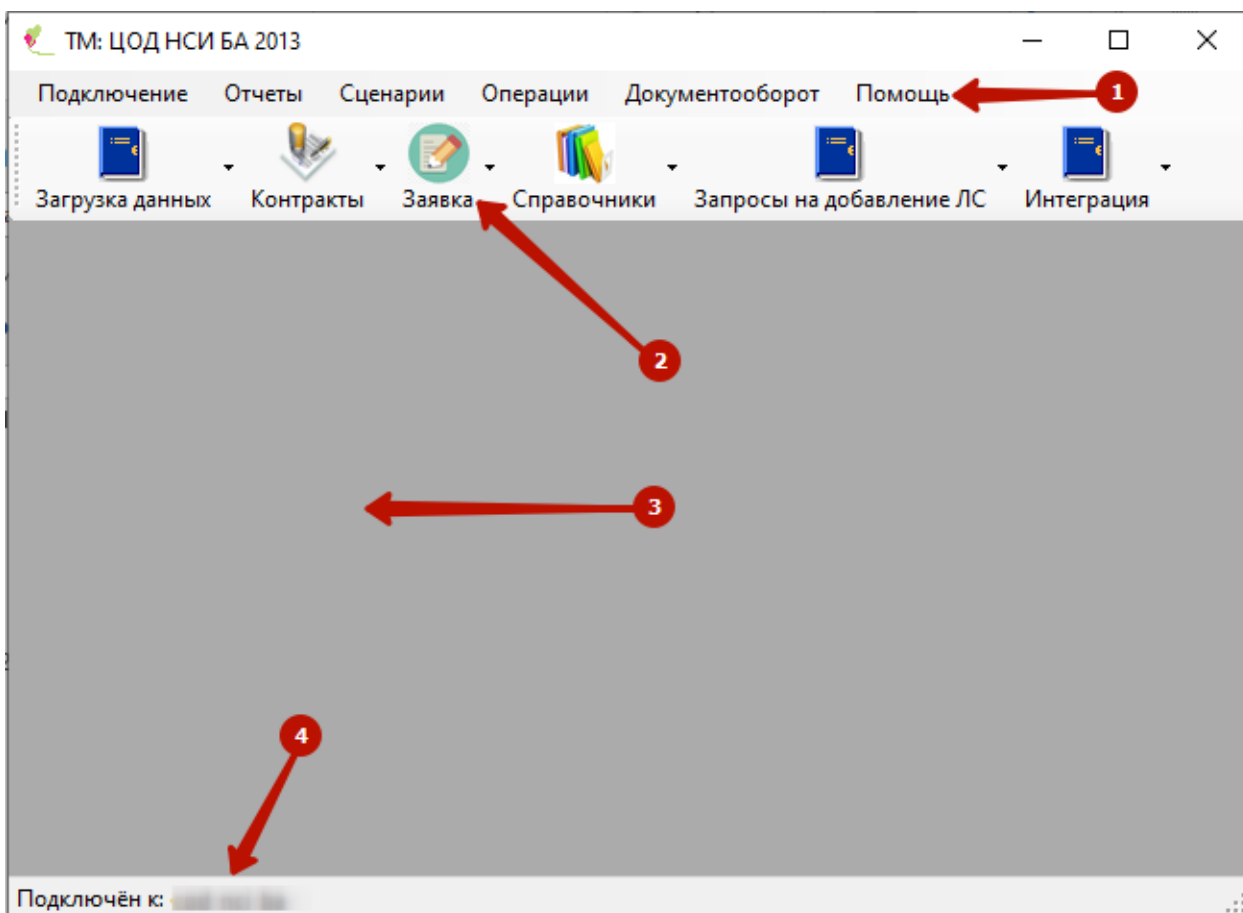 ТМ: ЦОД НСИ БА 2013
Подключение Отчеты Сценарии Операции Документооборот Помощь
1
Загрузка данных Контракты Заявка Справочники Запросы на добавление ЛС Интеграция
2
3
4
Подключён к: